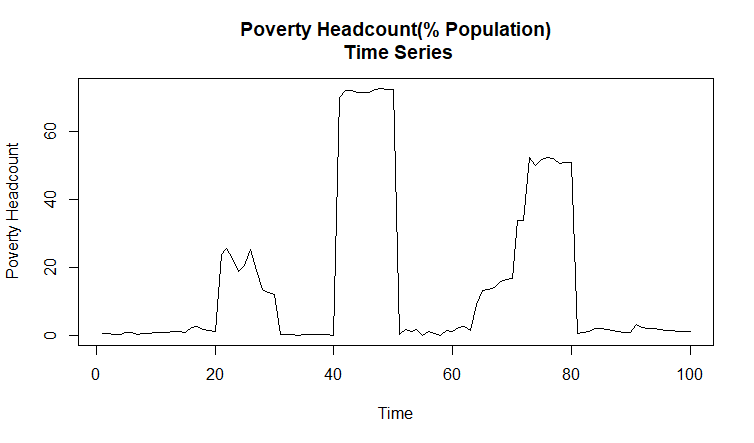 Poverty Headcount(% Population)
Time Series
Poverty Headcount
60
40
20
0
0 20 40 60 80 100
Time